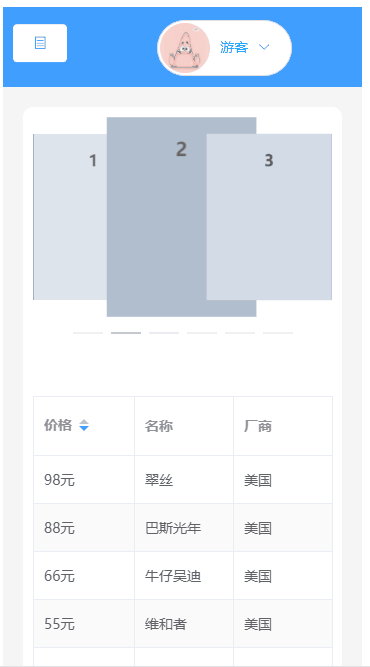 游客
1 2 3
价格 名称 厂商
98元 翠丝 美国
88元 巴斯光年 美国
66元 牛仔吴迪 美国
55元 维和者 美国